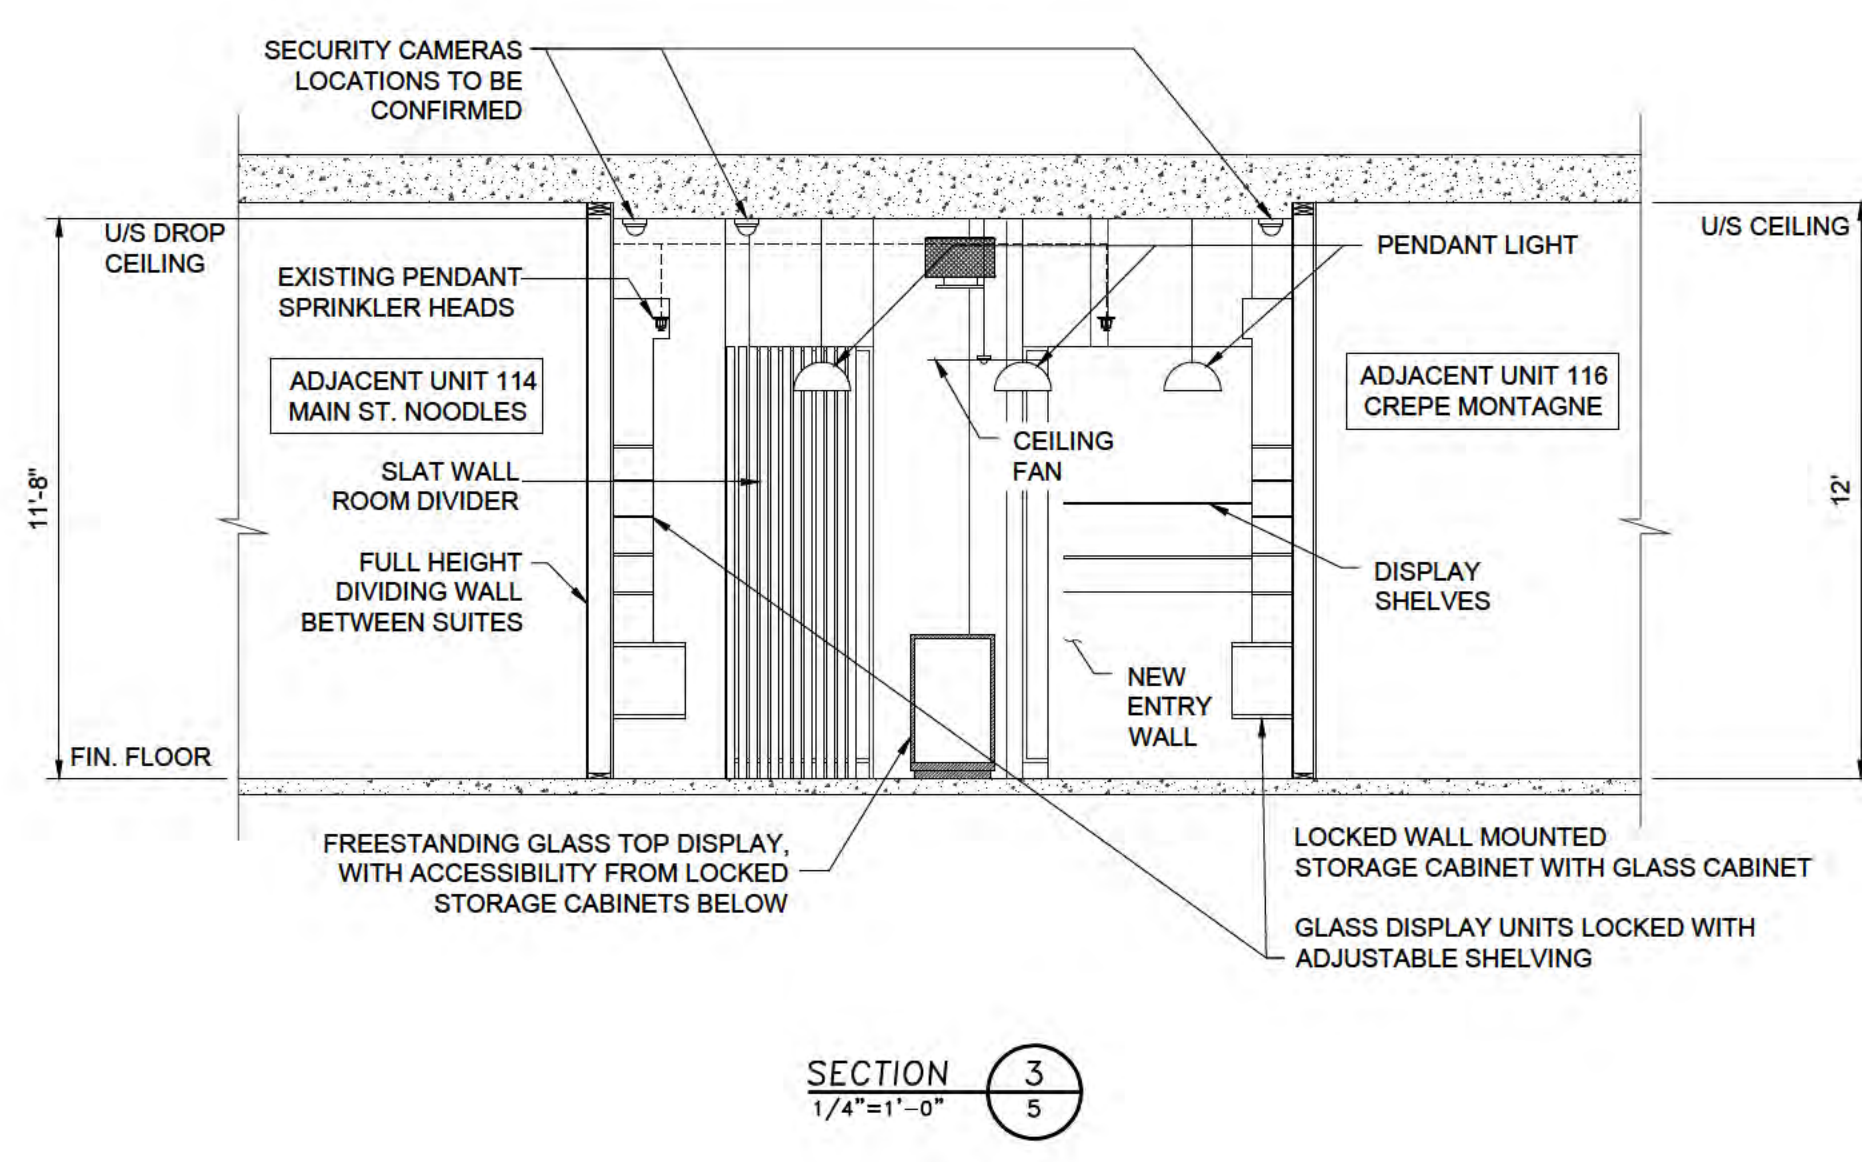 SECURITY CAMERAS
LOCATIONS TO BE
CONFIRMED
U/S DROP
CEILING
U/S CEILING
PENDANT LIGHT
EXISTING PENDANT
SPRINKLER HEADS
ADJACENT UNIT 114
MAIN ST. NOODLES
ADJACENT UNIT 116
CREPE MONTAGNE
CEILING
FAN
SLAT WALL
ROOM DIVIDER
11'-8"
12'
FULL HEIGHT
DIVIDING WALL
BETWEEN SUITES
DISPLAY
SHELVES
NEW
ENTRY
WALL
FIN. FLOOR
FREESTANDING GLASS TOP DISPLAY,
WITH ACCESSIBILITY FROM LOCKED
STORAGE CABINETS BELOW
LOCKED WALL MOUNTED
STORAGE CABINET WITH GLASS CABINET
GLASS DISPLAY UNITS LOCKED WITH
ADJUSTABLE SHELVING
SECTION
1/4"=1'-0"
3
5